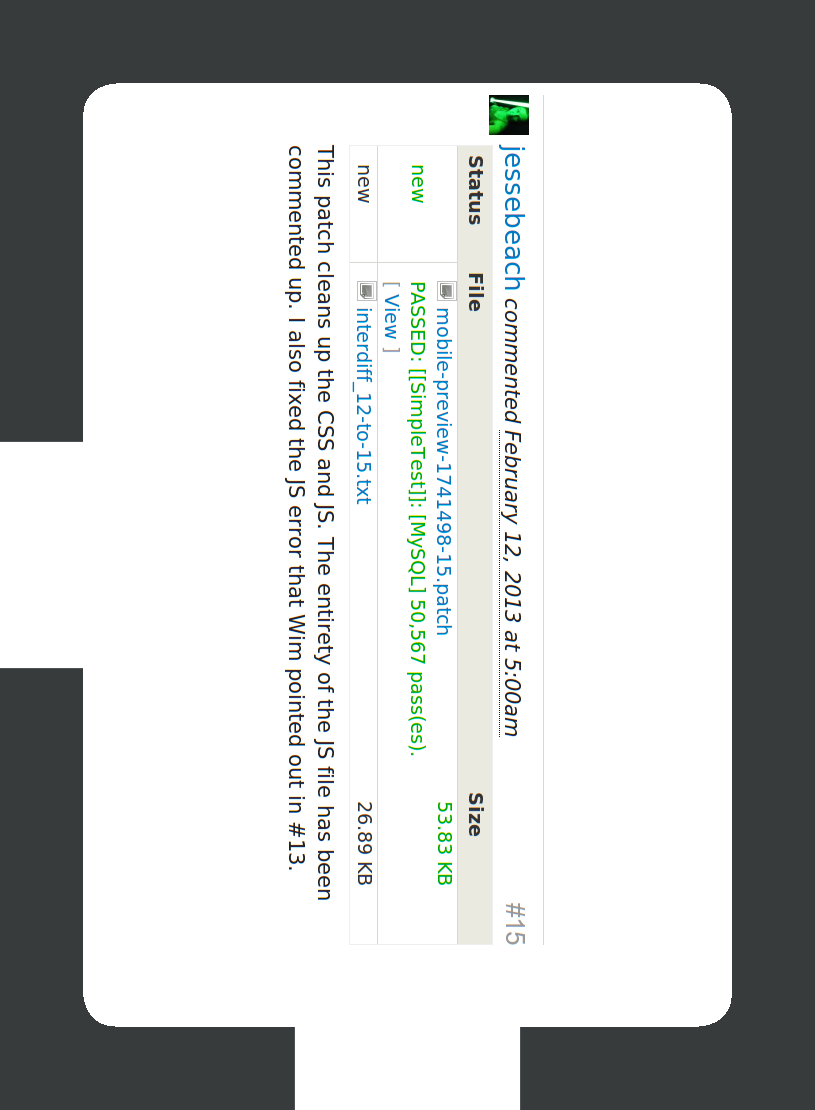 jessebeach commented February 12, 2013 at 5:00am #15
Status File Size
new mobile-preview-1741498-15.patch 53.83 KB
PASSED: [[SimpleTest]]: [MySQL] 50,567 pass(es).
[ View ]
new interdiff_12-to-15.txt 26.89 KB
This patch cleans up the CSS and JS. The entirety of the JS file has been
commented up. I also fixed the JS error that Wim pointed out in #13.